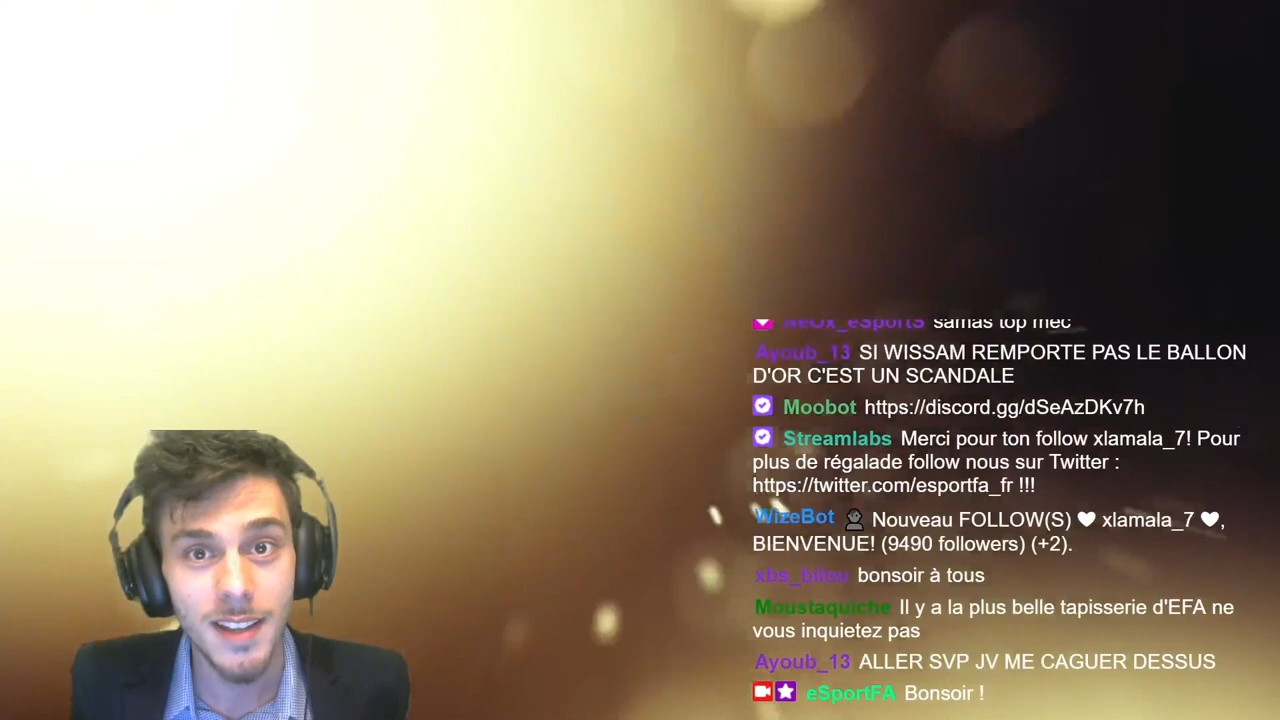 NeOx_eSportS samas top mec
Ayoub_13 SI WISSAM REMPORTE PAS LE BALLON
D'OR C'EST UN SCANDALE
Moobot https://discord.gg/dSeAzDKv7h
Streamlabs Merci pour ton follow xlamala_7! Pour
plus de régalade follow nous sur Twitter :
https://twitter.com/esportfa_fr !!!
WizeBot Nouveau FOLLOW(S) ♥ xlamala_7 ♥,
BIENVENUE! (9490 followers) (+2).
xbs_bilou bonsoir à tous
Moustaquiche Il y a la plus belle tapisserie d'EFA ne
vous inquietez pas
Ayoub_13 ALLER SVP JV ME CAGUER DESSUS
eSportFA Bonsoir !